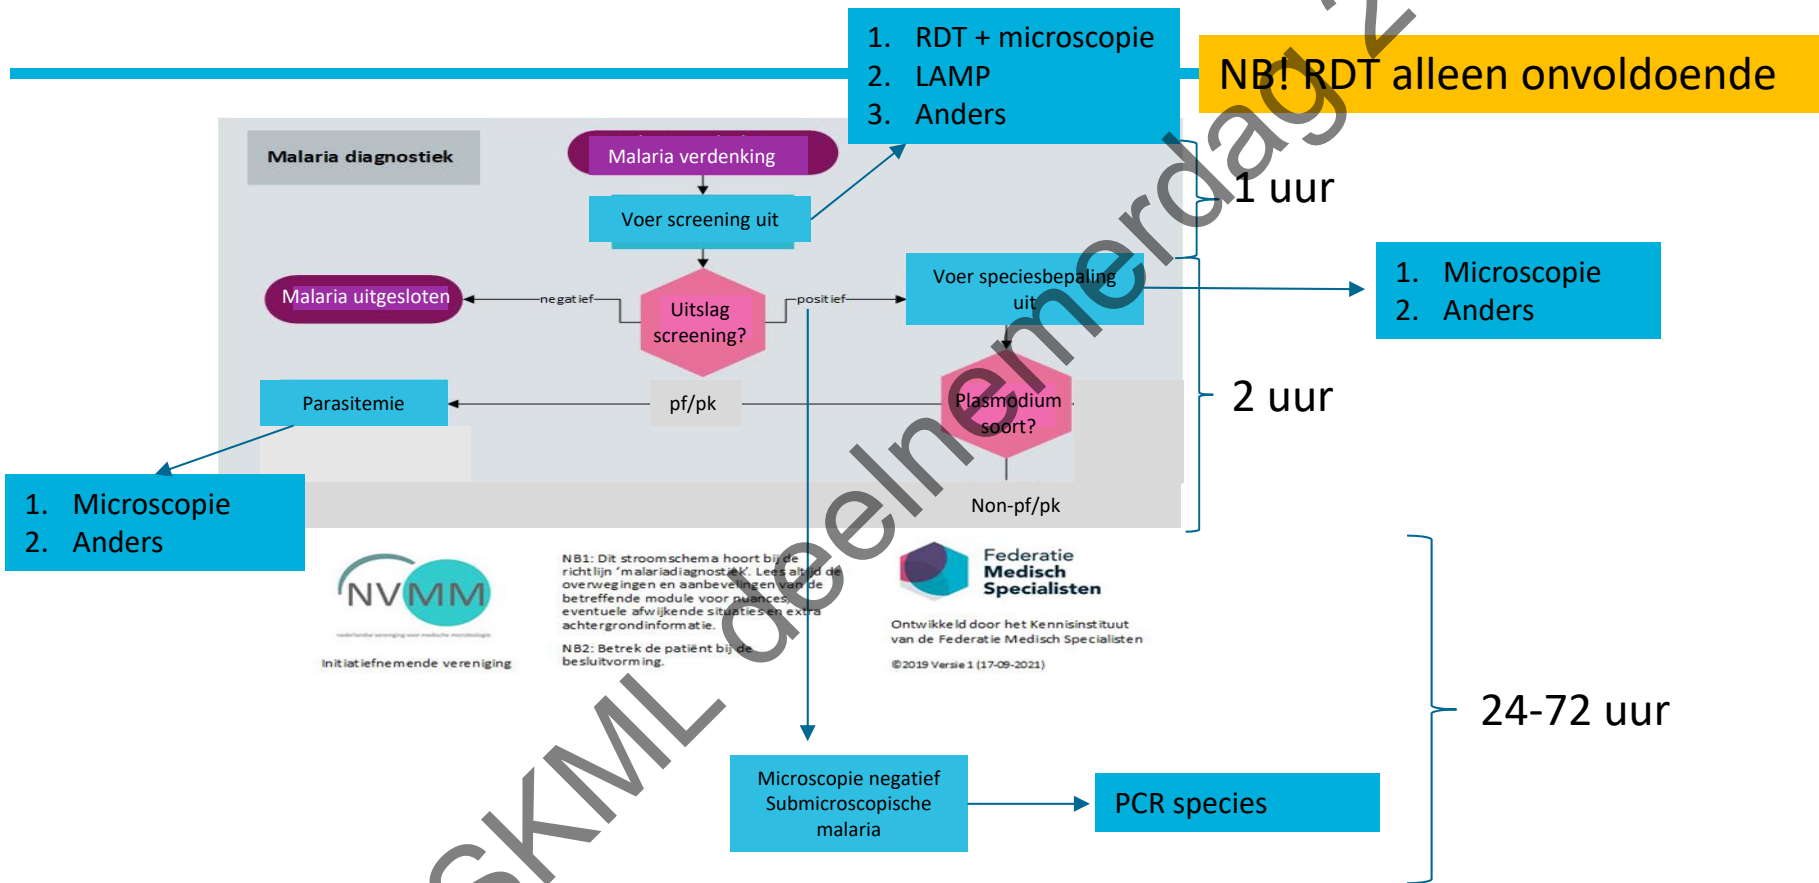 1. RDT + microscopie
2. LAMP
3. Anders
NB! RDT alleen onvoldoende
Malaria diagnostiek
Malaria verdenking
1 uur
Voer screening uit
Voer speciesbepaling
uit
1. Microscopie
2. Anders
Malaria uitgesloten
negatief
Uitslag
screening?
positief
2 uur
Parasitemie
pf/pk
Plasmodium
soort?
1. Microscopie
2. Anders
Non-pf/pk
NVMM
nederlandse vereniging voor medische microbiologie
Initiatiefnemende vereniging
NB1: Dit stroomschema hoort bij de
richtlijn ‘malariadiagnostiek’. Lees altijd de
overwegingen en aanbevelingen van de
betreffende module voor nuances,
eventuele afwijkende situaties en extra
achtergrondinformatie.
NB2: Betrek de patiënt bij de
besluitvorming.
Federatie
Medisch
Specialisten
Ontwikkeld door het Kennisinstituut
van de Federatie Medisch Specialisten
©2019 Versie 1 (17-09-2021)
24-72 uur
Microscopie negatief
Submicroscopische
malaria
PCR species
SKML deelnemerdag 2